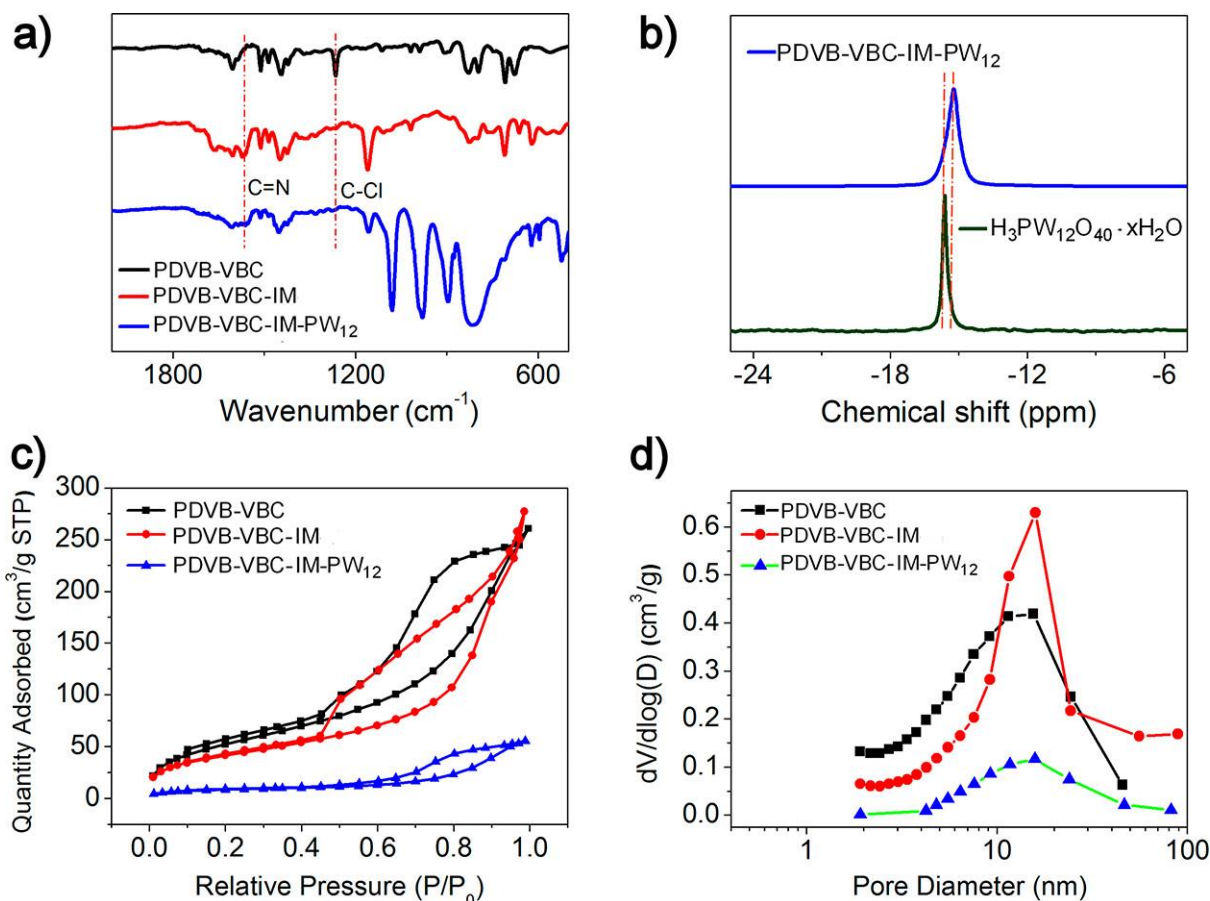 a)
C=N
C-Cl
PDVB-VBC
PDVB-VBC-IM
PDVB-VBC-IM-PW₁₂
1800 1200 600
Wavenumber (cm⁻¹)
b)
PDVB-VBC-IM-PW₁₂
H₃PW₁₂O₄₀ · xH₂O
-24 -18 -12 -6
Chemical shift (ppm)
c)
Quantity Adsorbed (cm³/g STP)
300
250
200
150
100
50
0
PDVB-VBC
PDVB-VBC-IM
PDVB-VBC-IM-PW₁₂
0.0 0.2 0.4 0.6 0.8 1.0
Relative Pressure (P/P₀)
d)
dV/dlog(D) (cm³/g)
0.6
0.5
0.4
0.3
0.2
0.1
0.0
PDVB-VBC
PDVB-VBC-IM
PDVB-VBC-IM-PW₁₂
1 10 100
Pore Diameter (nm)